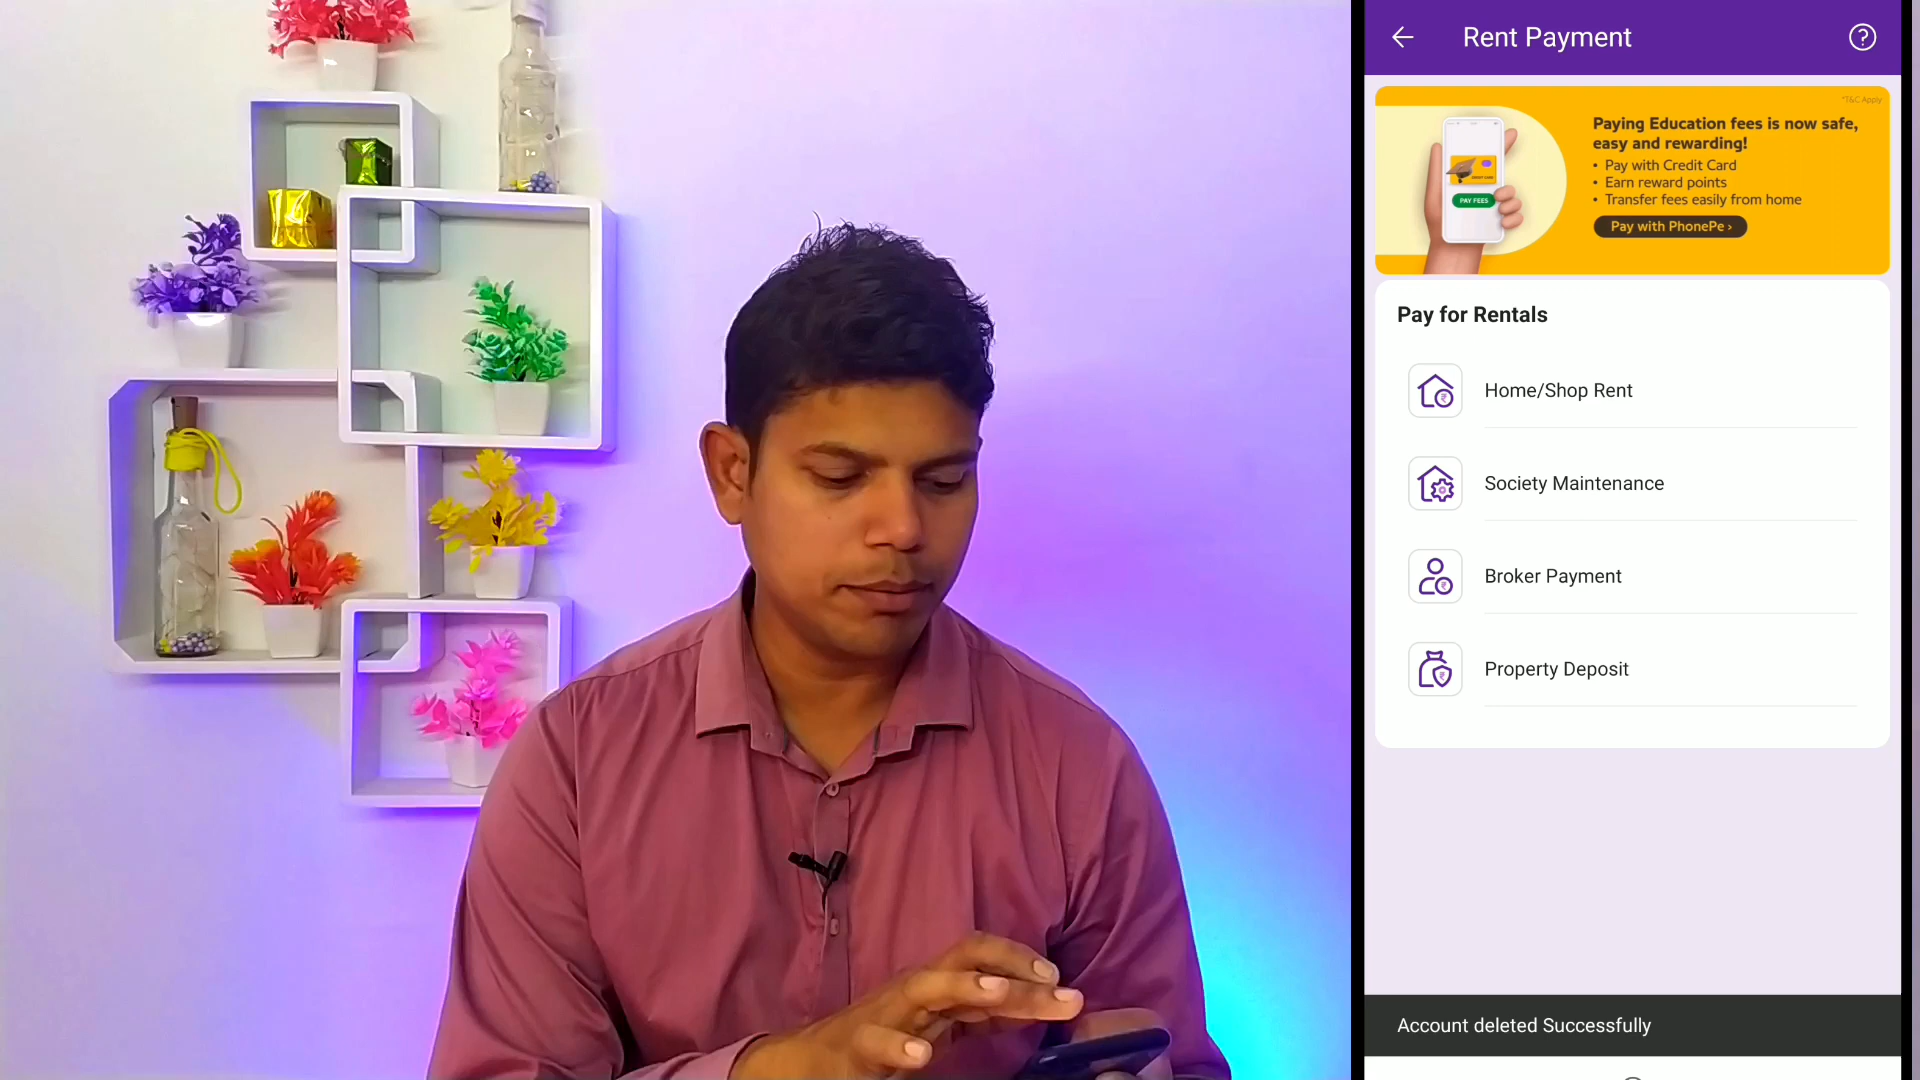 Rent Payment
*T&C Apply
Paying Education fees is now safe,
easy and rewarding!
• Pay with Credit Card
• Earn reward points
• Transfer fees easily from home
Pay with PhonePe ›
PAY FEES
Pay for Rentals
Home/Shop Rent
Society Maintenance
Broker Payment
Property Deposit
Account deleted Successfully